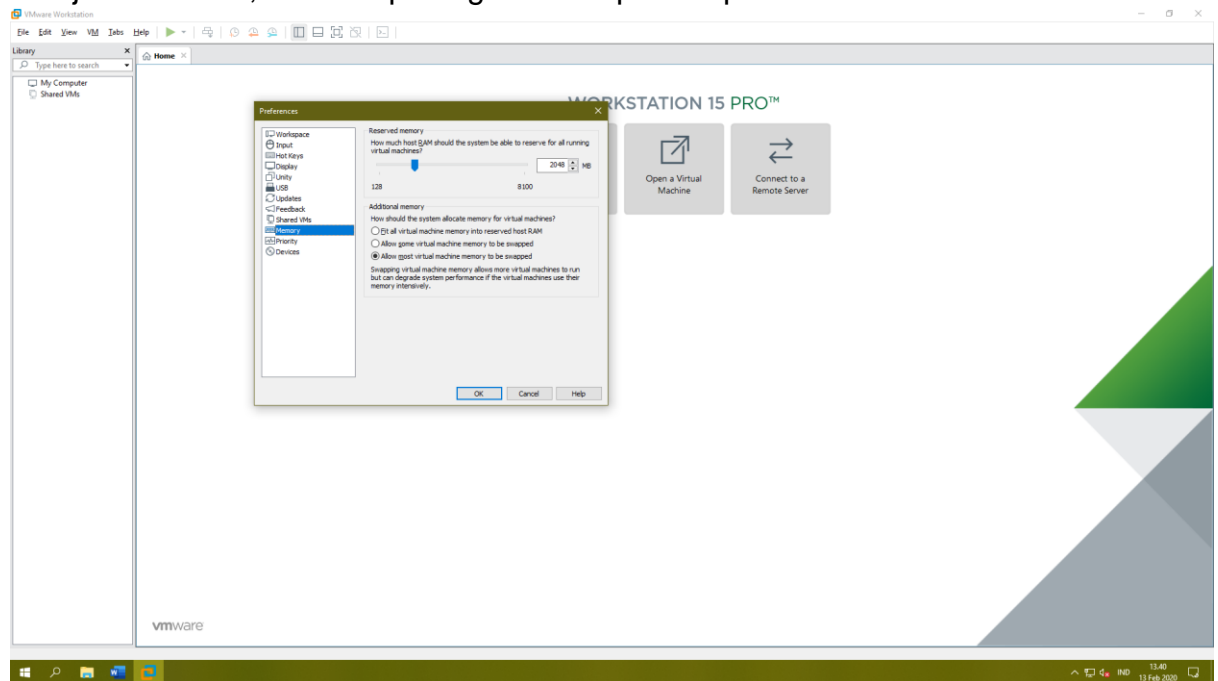 VMware Workstation
File Edit View VM Tabs Help
Library
Home
Type here to search
My Computer
Shared VMs
WORKSTATION 15 PRO™
Preferences
Workspace
Input
Hot Keys
Display
Unity
USB
Updates
Feedback
Shared VMs
Memory
Priority
Devices
Reserved memory
How much host RAM should the system be able to reserve for all running
virtual machines?
2048 MB
128 8100
Additional memory
How should the system allocate memory for virtual machines?
Fit all virtual machine memory into reserved host RAM
Allow some virtual machine memory to be swapped
Allow most virtual machine memory to be swapped
Swapping virtual machine memory allows more virtual machines to run
but can degrade system performance if the virtual machines use their
memory intensively.
OK Cancel Help
Open a Virtual
Machine
Connect to a
Remote Server
vmware
IND
13.40
13 Feb 2020